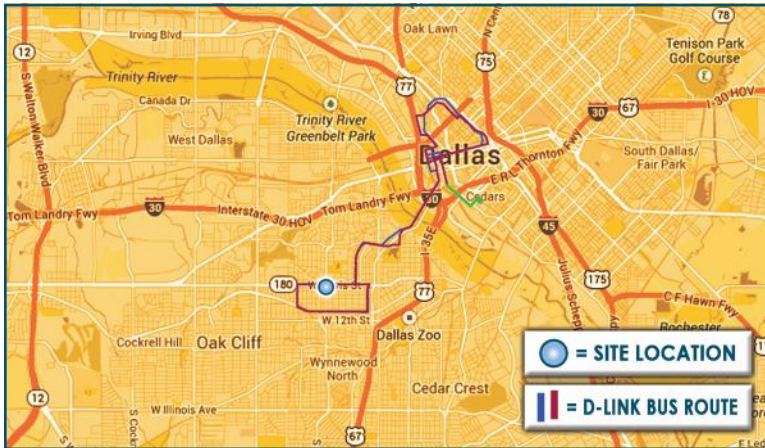 Irving Blvd
Oak Lawn
N Cen
78
12
S Walton Walker Blvd
Trinity River
77
75
Tenison Park
Golf Course
Canada Dr
Trinity River
Greenbelt Park
I-30 HOV
67
30
West Dallas
Dallas
E R L Thornton Fwy
South Dallas/
Fair Park
Tom Landry Fwy
30
Interstate 30 HOV
Tom Landry Fwy
30
Cedars
I-35E
45
180
175
Julius Schepp
77
C F Hawn Fwy
W 12th St
Dallas Zoo
Rochester
Cockrell Hill
Oak Cliff
Wynnewood
North
= SITE LOCATION
Cedar Crest
12
W Illinois Ave
= D-LINK BUS ROUTE
67